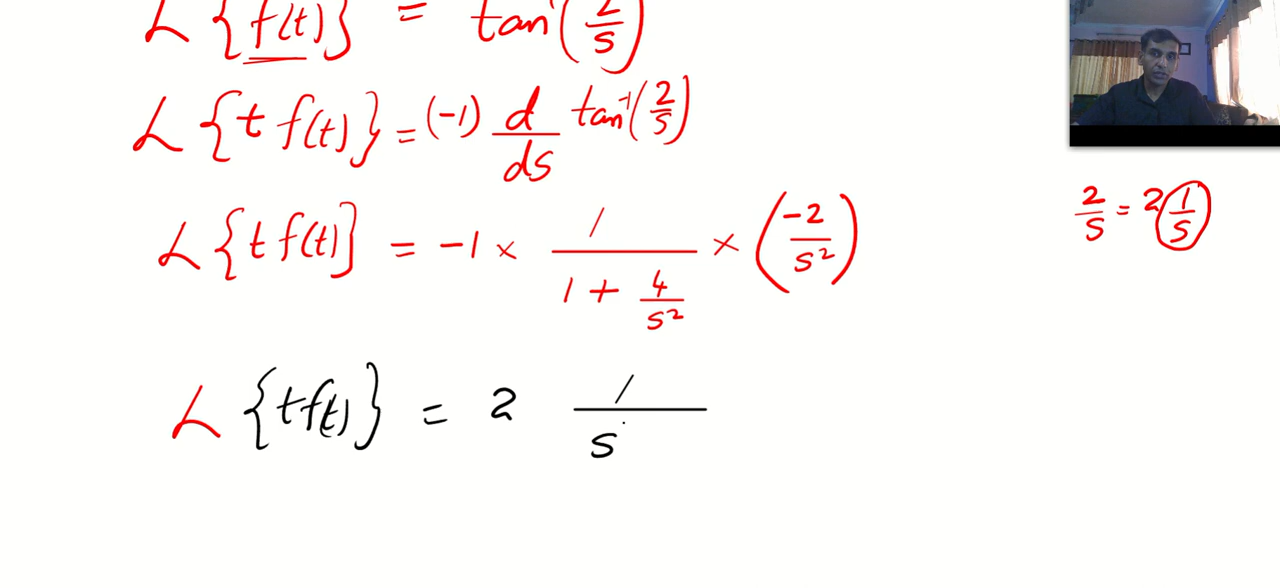 L{f(t)} = tan⁻¹(2/s)
L{t f(t)} = (-1) d/ds tan⁻¹(2/s)
L{t f(t)} = -1 × 1/(1 + 4/s²) × (-2/s²)
2/s = 2 (1/s)
L{t f(t)} = 2 1/s